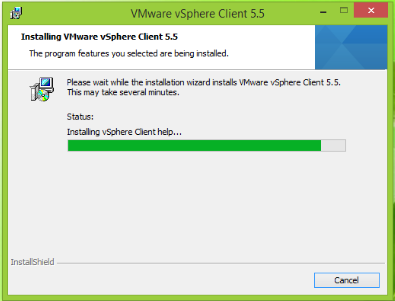 VMware vSphere Client 5.5
Installing VMware vSphere Client 5.5
The program features you selected are being installed.
Please wait while the installation wizard installs VMware vSphere Client 5.5.
This may take several minutes.
Status:
Installing vSphere Client help...
InstallShield
Cancel